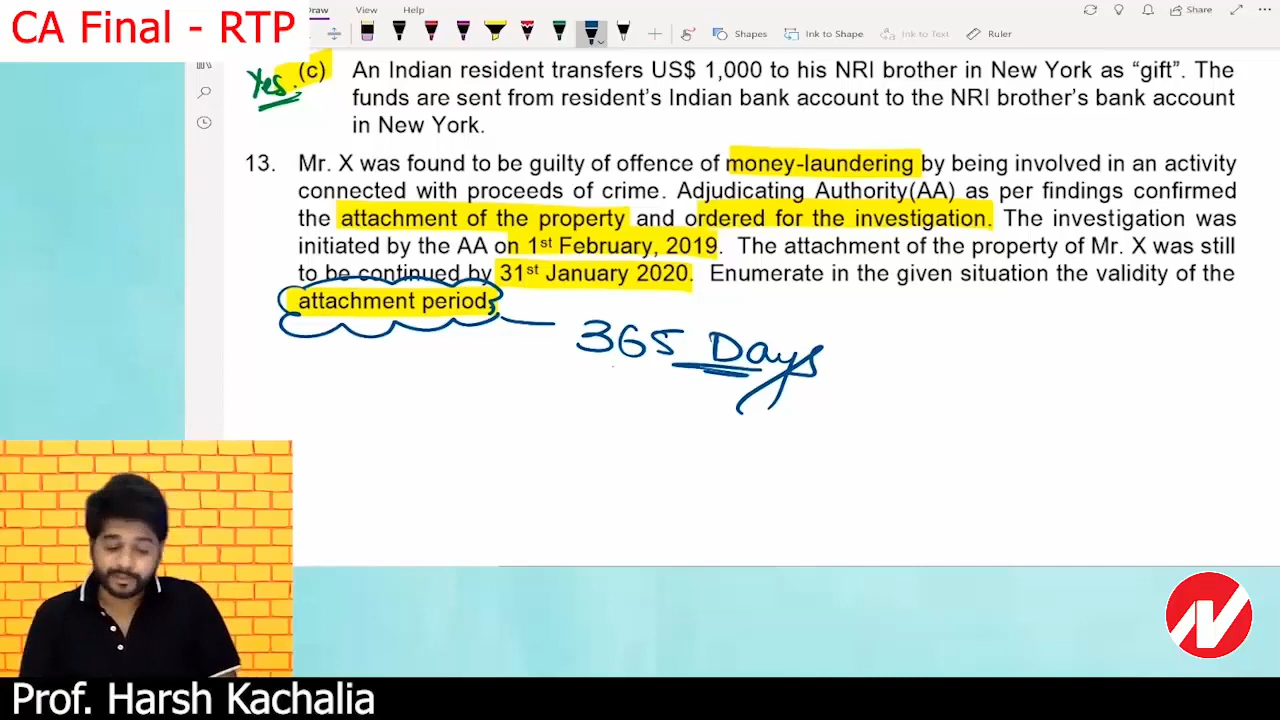 CA Final - RTP
Draw View Help
Share
Shapes Ink to Shape Ink to Text Ruler
Yes. (c) An Indian resident transfers US$ 1,000 to his NRI brother in New York as “gift”. The
funds are sent from resident’s Indian bank account to the NRI brother’s bank account
in New York.
13. Mr. X was found to be guilty of offence of money-laundering by being involved in an activity
connected with proceeds of crime. Adjudicating Authority(AA) as per findings confirmed
the attachment of the property and ordered for the investigation. The investigation was
initiated by the AA on 1st February, 2019. The attachment of the property of Mr. X was still
to be continued by 31st January 2020. Enumerate in the given situation the validity of the
attachment period.
365 Days
Prof. Harsh Kachalia